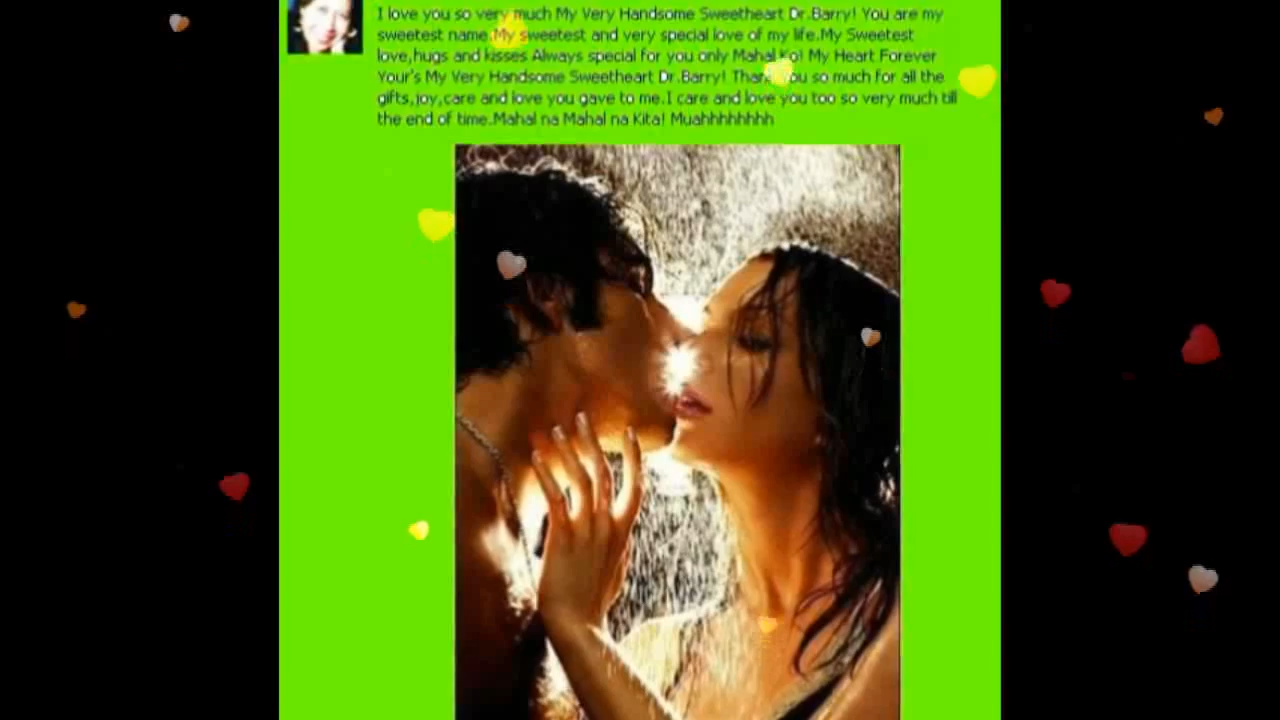 I love you so very much My Very Handsome Sweetheart Dr.Barry! You are my
sweetest name.My sweetest and very special love of my life.My Sweetest
love,hugs and kisses Always special for you only Mahal Ko! My Heart Forever
Your's My Very Handsome Sweetheart Dr.Barry! Thank you so much for all the
gifts,joy,care and love you gave to me.I care and love you too so very much till
the end of time.Mahal na Mahal na Kita! Muahhhhhhhh